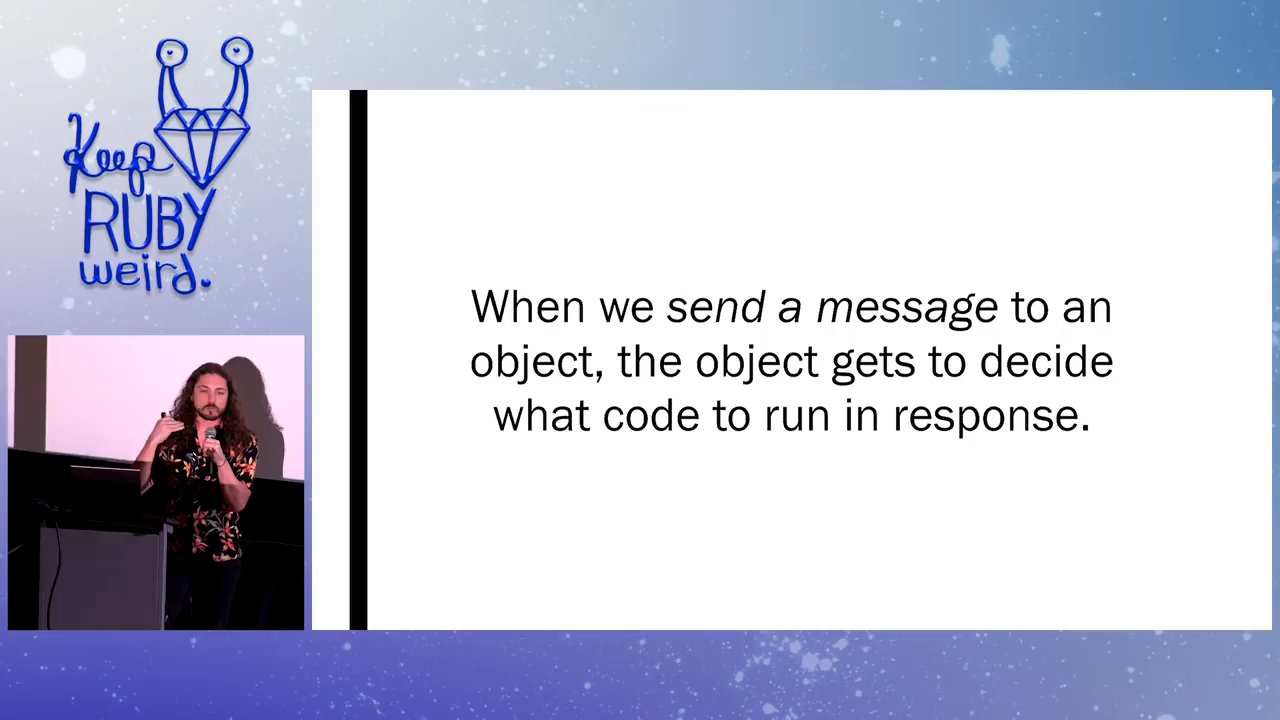 Keep
RUBY
weird.
When we send a message to an
object, the object gets to decide
what code to run in response.